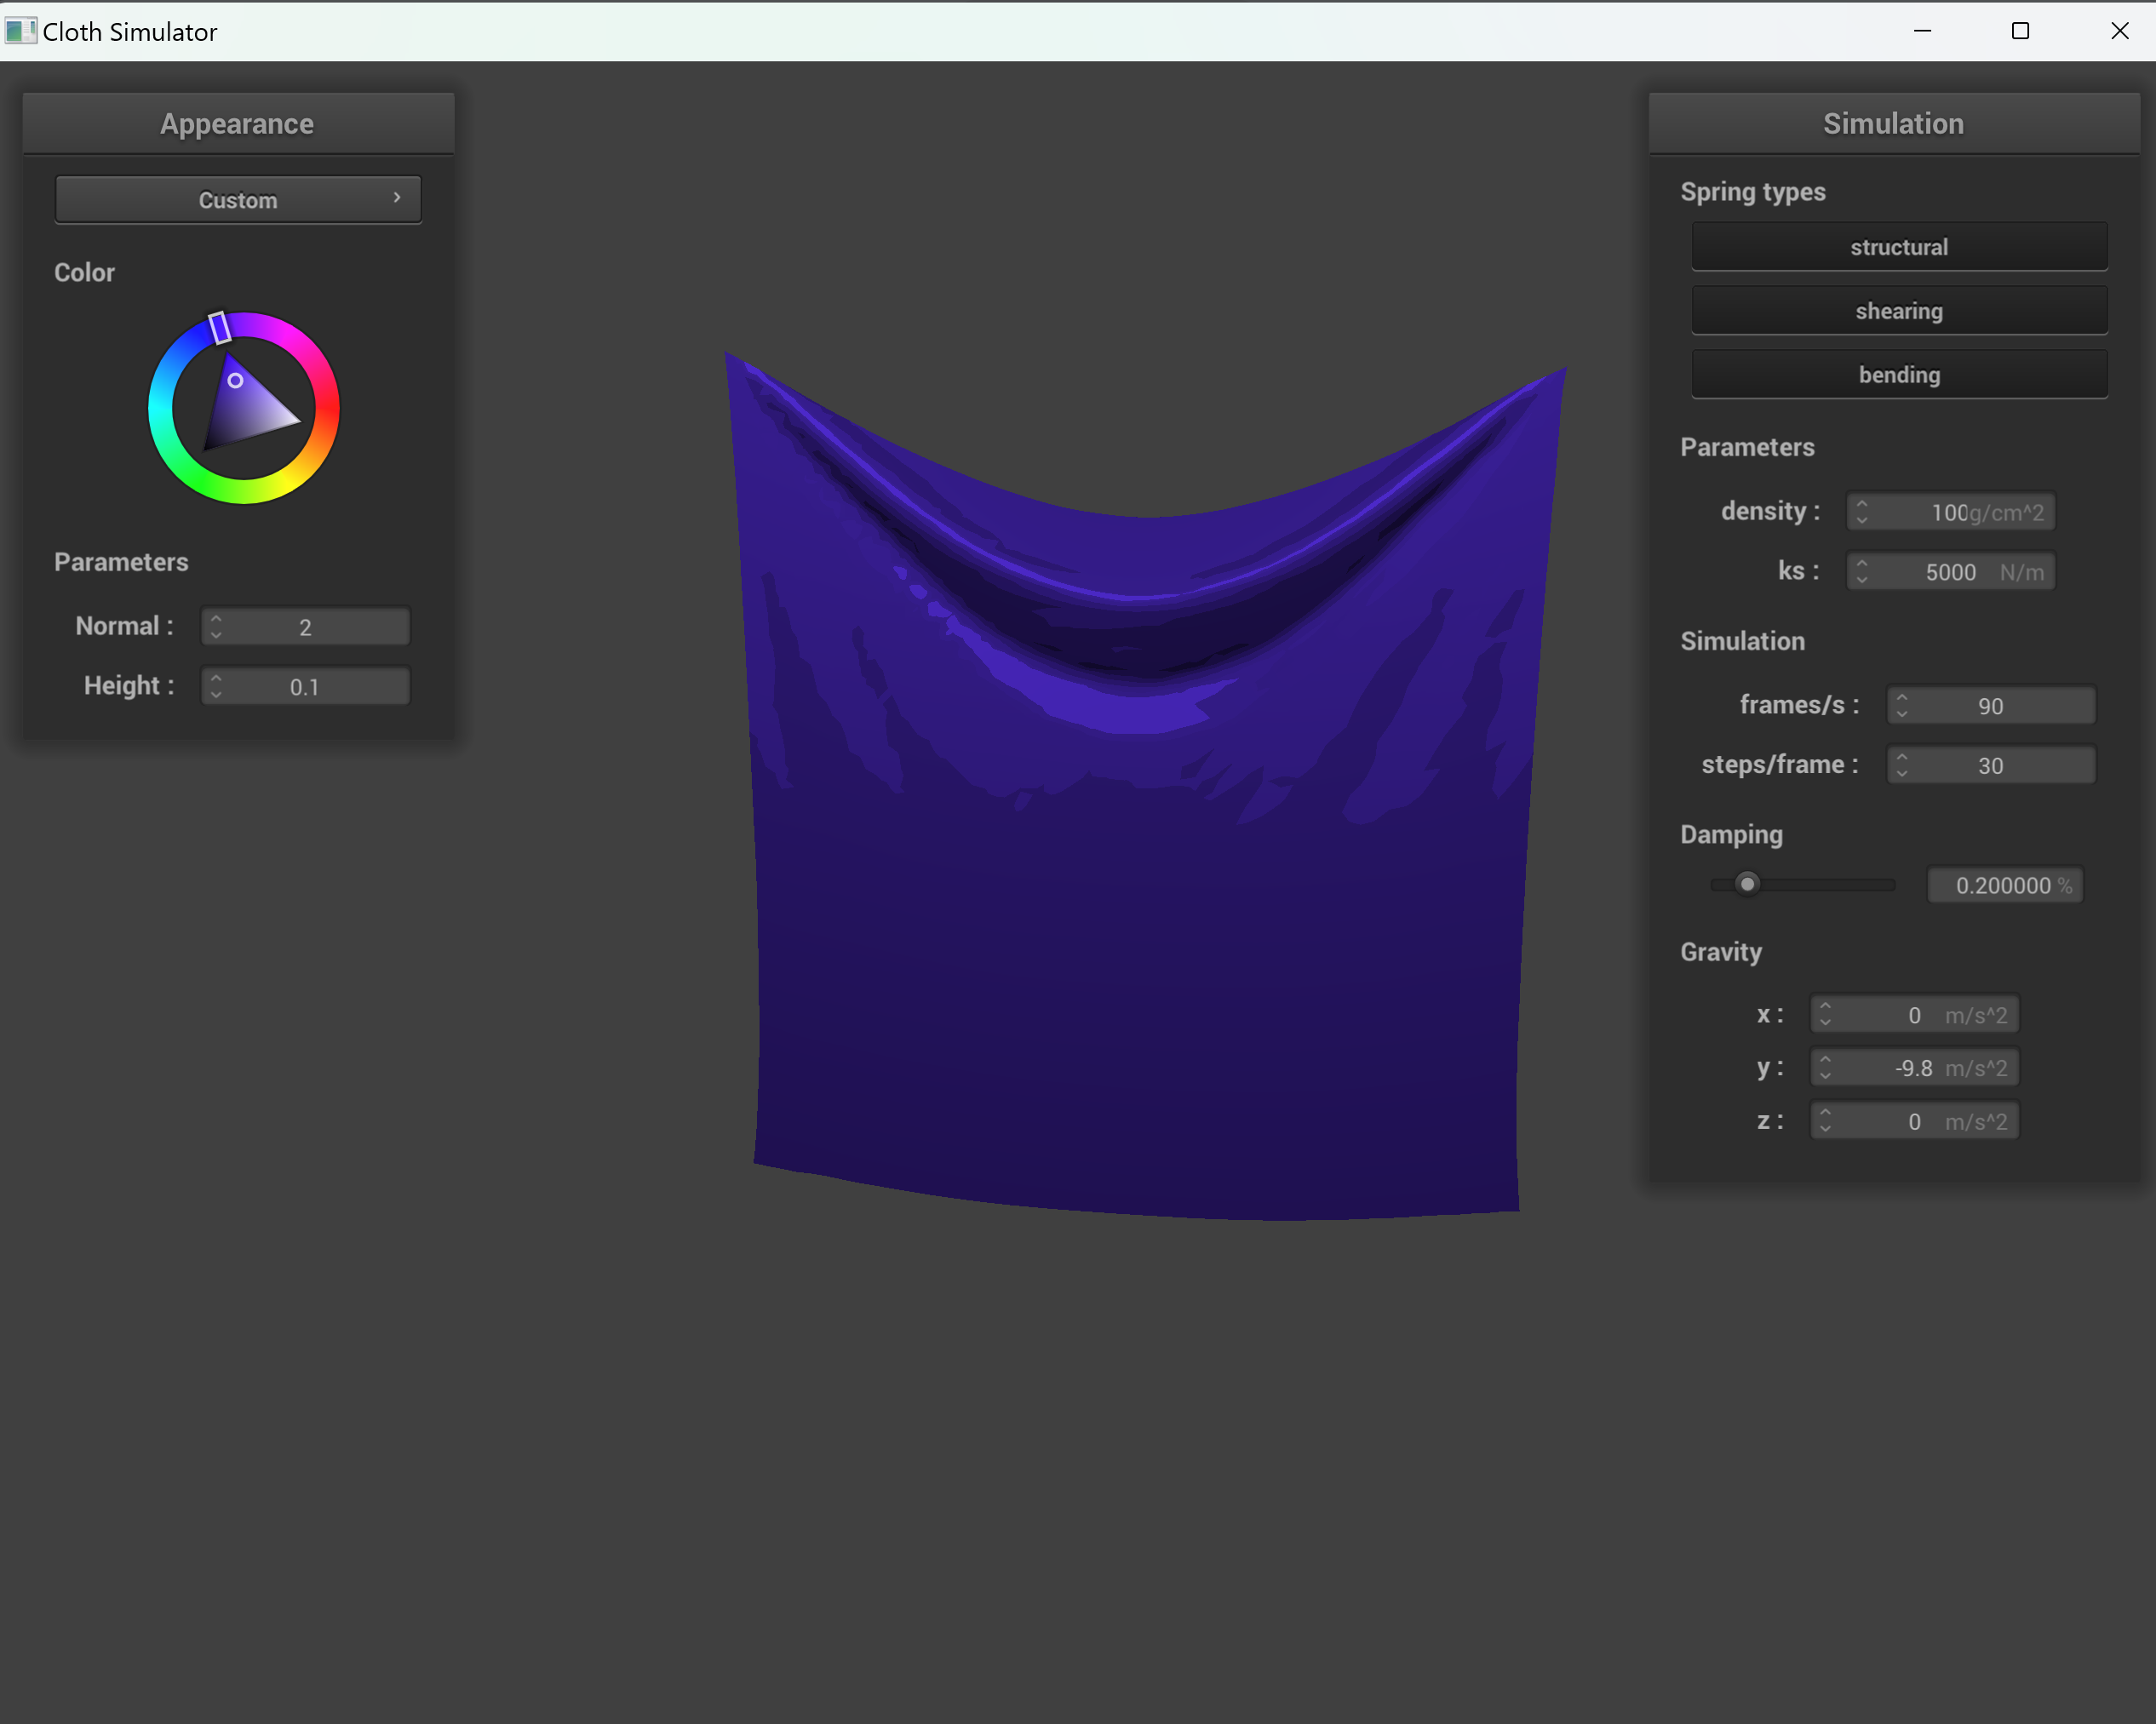 Cloth Simulator
Appearance
Custom
Color
Parameters
Normal : 2
Height : 0.1
Simulation
Spring types
structural
shearing
bending
Parameters
density : 100g/cm^2
ks : 5000 N/m
Simulation
frames/s : 90
steps/frame : 30
Damping
0.200000 %
Gravity
x : 0 m/s^2
y : -9.8 m/s^2
z : 0 m/s^2